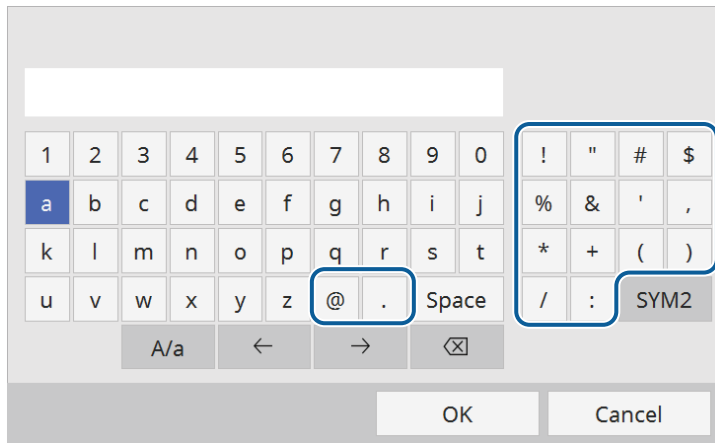 1 2 3 4 5 6 7 8 9 0 ! " # $
a b c d e f g h i j % & ' ,
k l m n o p q r s t * + ( )
u v w x y z @ . Space / : SYM2
A/a ← → ⌫
OK Cancel